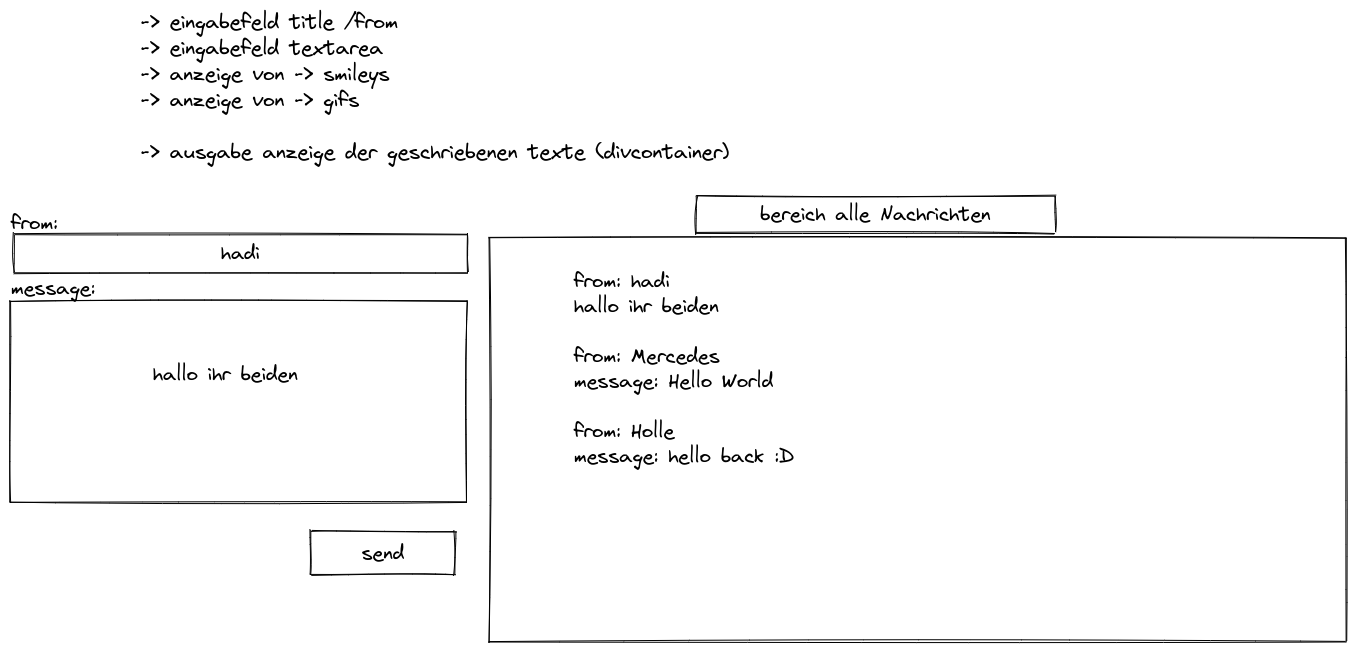 -> eingabefeld title /from
-> eingabefeld textarea
-> anzeige von -> smileys
-> anzeige von -> gifs
-> ausgabe anzeige der geschriebenen texte (divcontainer)
from:
hadi
message:
hallo ihr beiden
send
bereich alle Nachrichten
from: hadi
hallo ihr beiden
from: Mercedes
message: Hello World
from: Holle
message: hello back :D